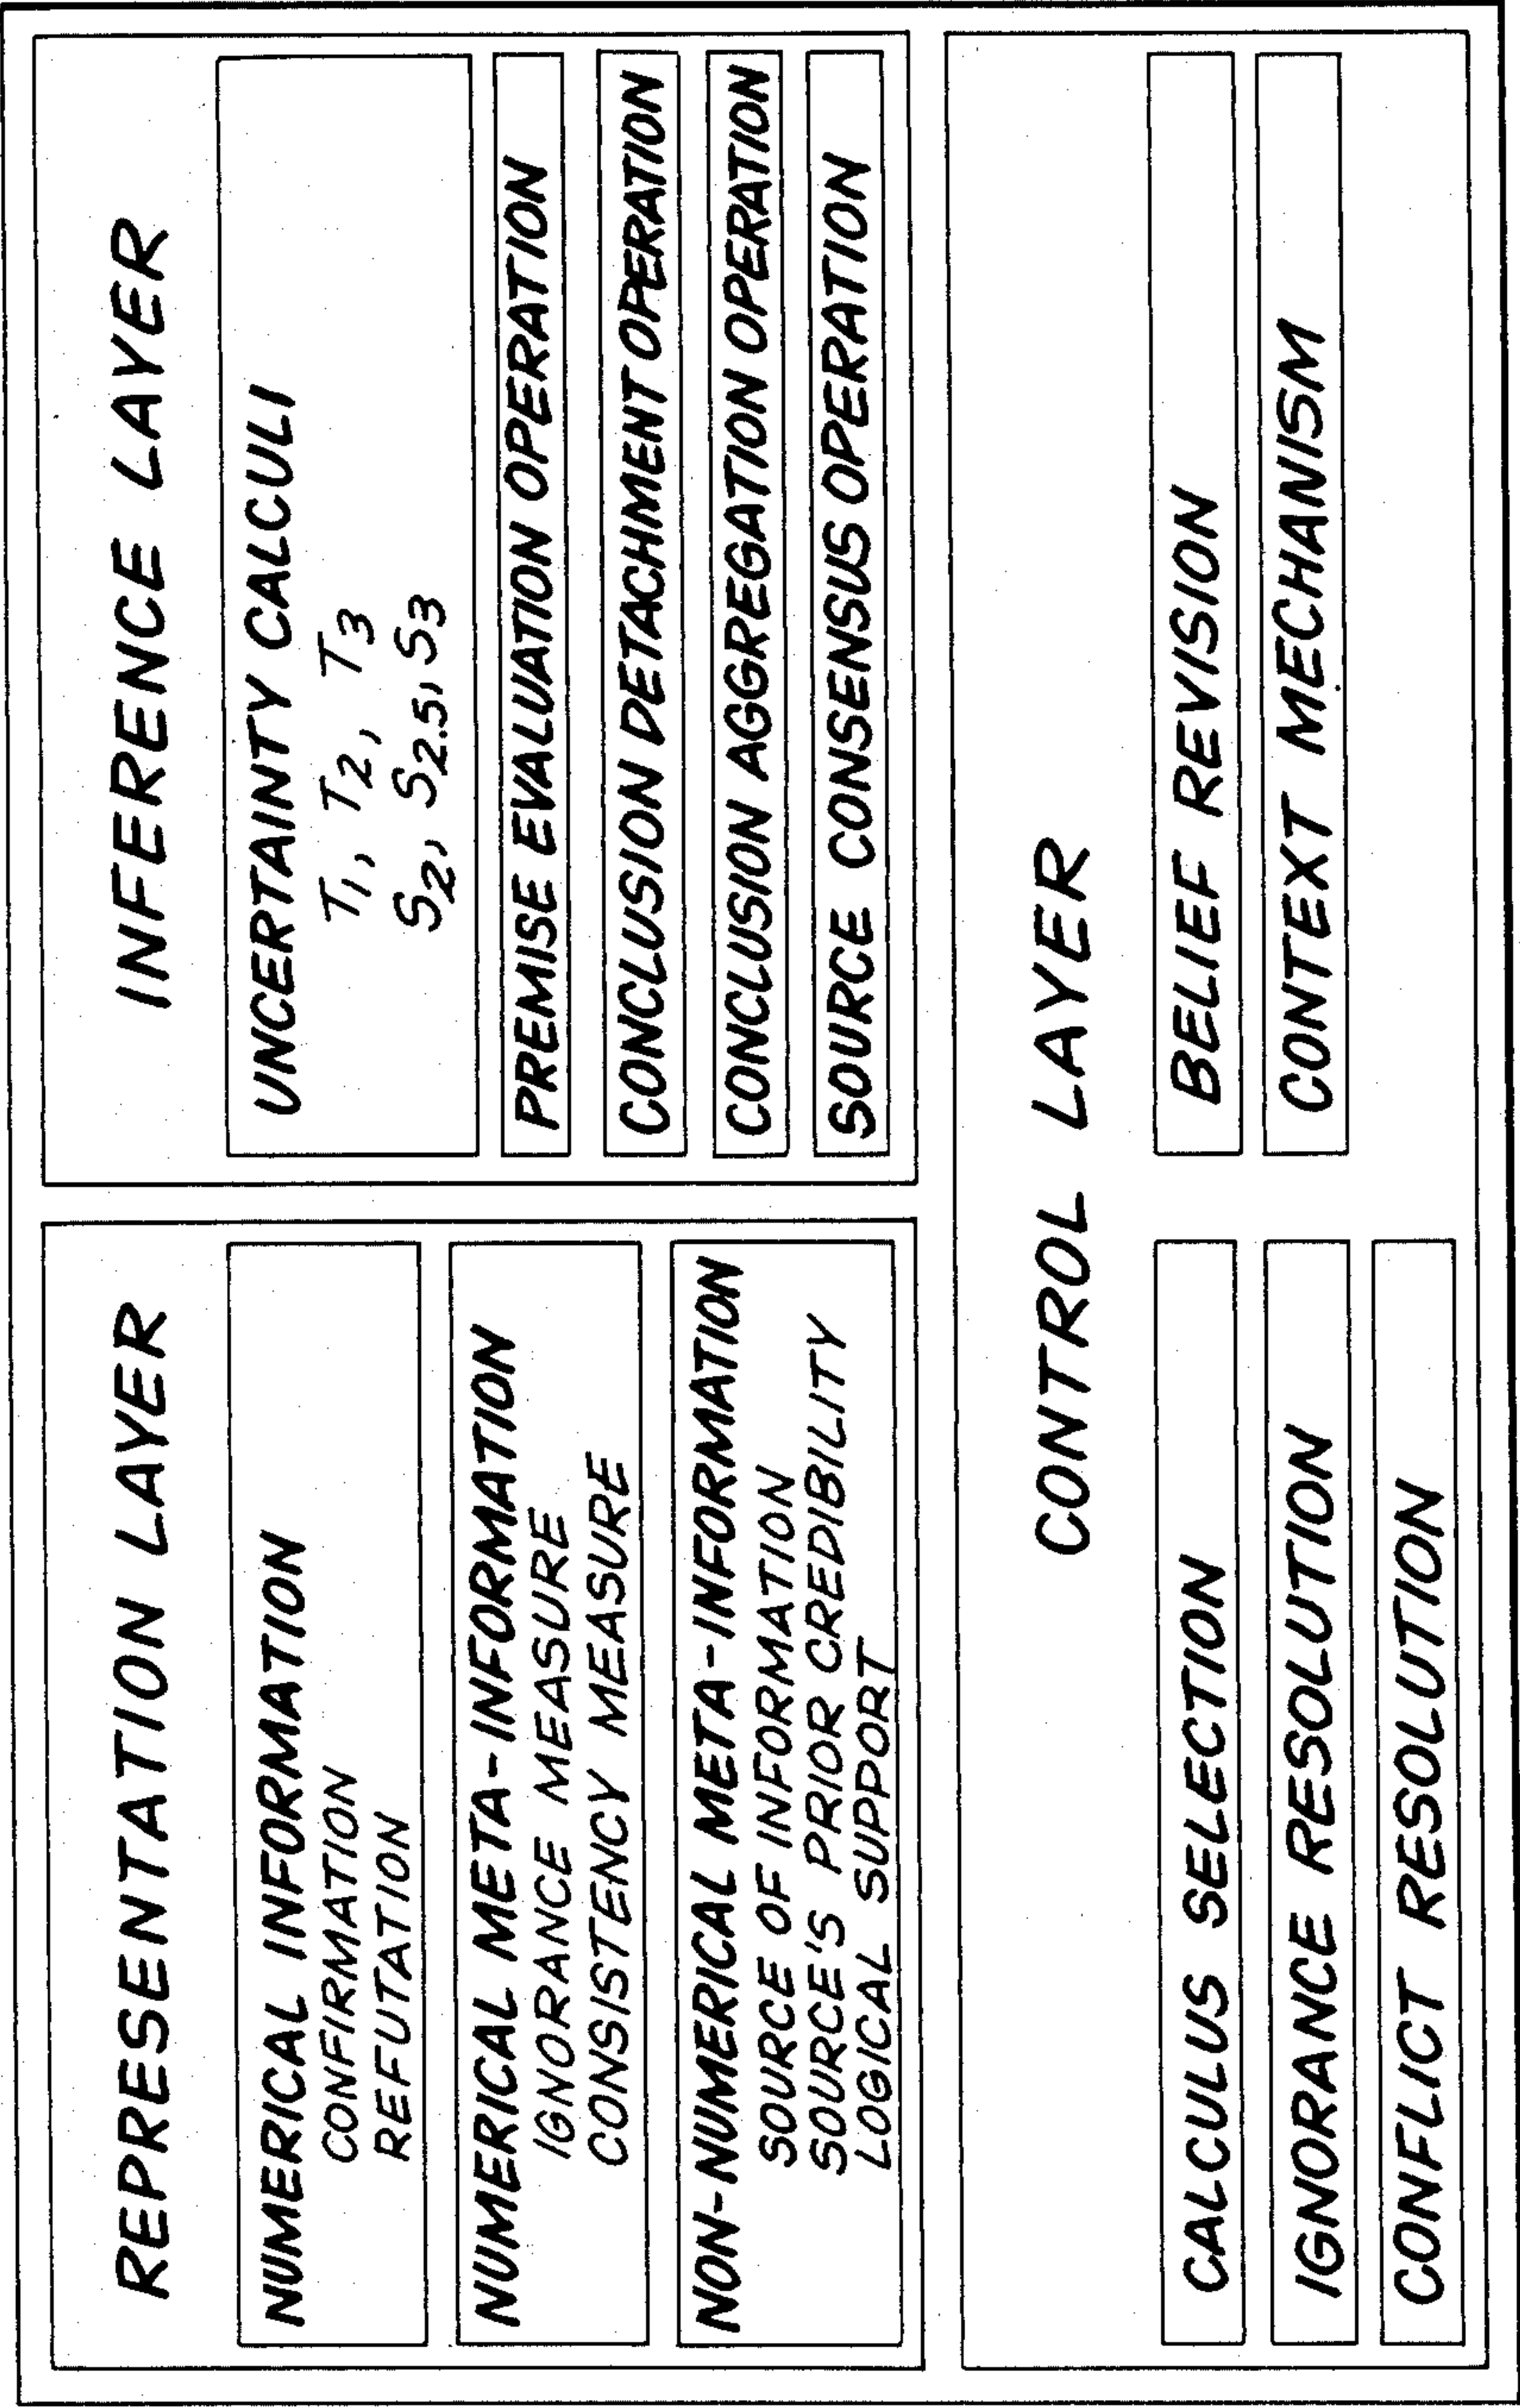 REPRESENTATION LAYER
NUMERICAL INFORMATION
CONFIRMATION
REFUTATION
NUMERICAL META-INFORMATION
IGNORANCE MEASURE
CONSISTENCY MEASURE
NON-NUMERICAL META-INFORMATION
SOURCE OF INFORMATION
SOURCE'S PRIOR CREDIBILITY
LOGICAL SUPPORT
INFERENCE LAYER
UNCERTAINTY CALCULI
T1, T2, T3
S2, S2.5, S3
PREMISE EVALUATION OPERATION
CONCLUSION DETACHMENT OPERATION
CONCLUSION AGGREGATION OPERATION
SOURCE CONSENSUS OPERATION
CONTROL LAYER
CALCULUS SELECTION
IGNORANCE RESOLUTION
CONFLICT RESOLUTION
BELIEF REVISION
CONTEXT MECHANISM